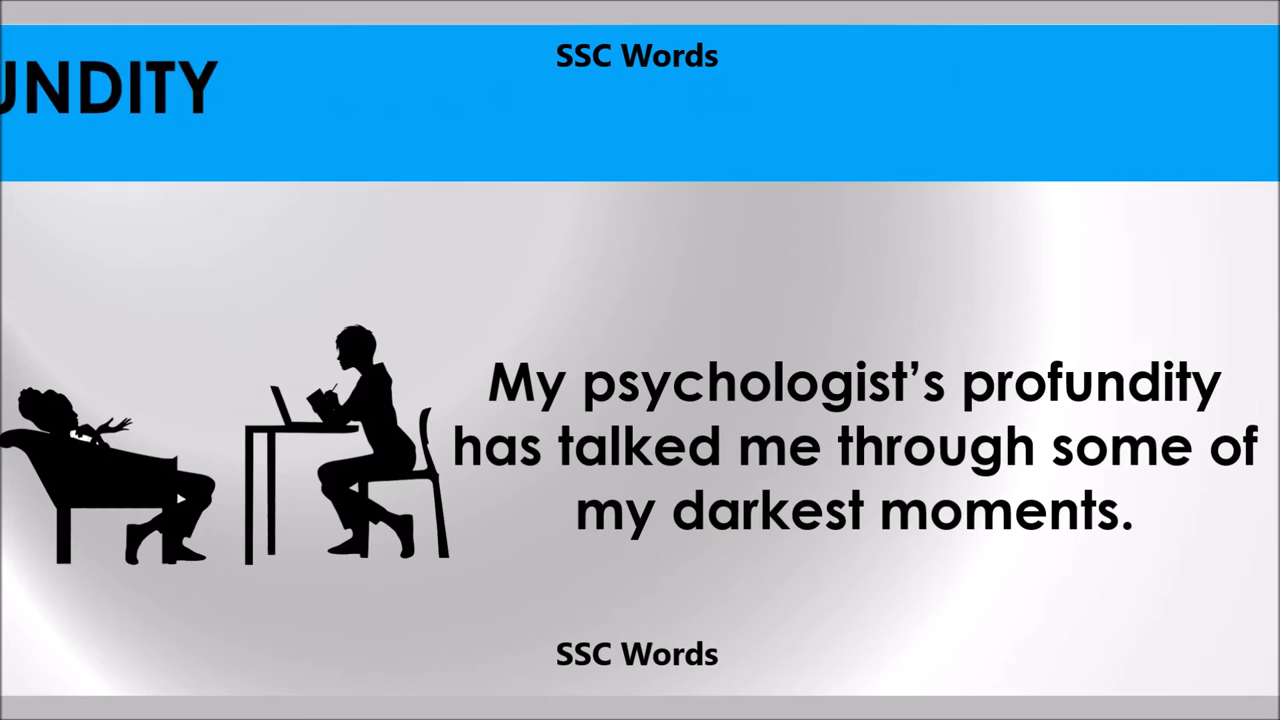 SSC Words
UNDITY
My psychologist’s profundity
has talked me through some of
my darkest moments.
SSC Words